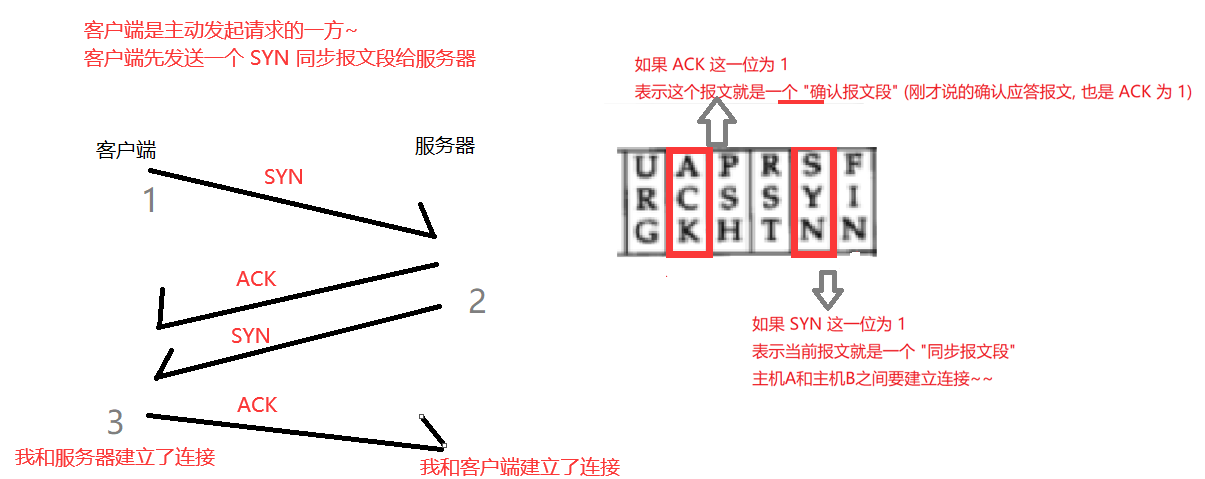 客户端是主动发起请求的一方~
客户端先发送一个 SYN 同步报文段给服务器
客户端
服务器
1
SYN
ACK
2
SYN
3
ACK
我和服务器建立了连接
我和客户端建立了连接
如果 ACK 这一位为 1
表示这个报文就是一个 "确认报文段" (刚才说的确认应答报文, 也是 ACK 为 1)
URG ACK PSH RST SYN FIN
如果 SYN 这一位为 1
表示当前报文就是一个 "同步报文段"
主机A和主机B之间要建立连接~~